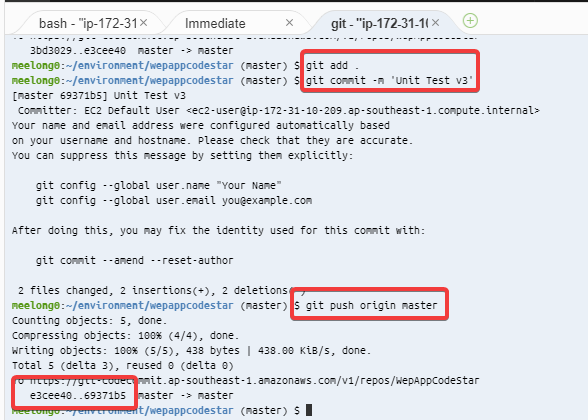 bash - "ip-172-31 × Immediate × git - "ip-172-31-10 ×
3bd3029..e3cee40 master -> master
meelong0:~/environment/wepappcodestar (master) $ git add .
meelong0:~/environment/wepappcodestar (master) $ git commit -m 'Unit Test v3'
[master 69371b5] Unit Test v3
Committer: EC2 Default User <ec2-user@ip-172-31-10-209.ap-southeast-1.compute.internal>
Your name and email address were configured automatically based
on your username and hostname. Please check that they are accurate.
You can suppress this message by setting them explicitly:
git config --global user.name "Your Name"
git config --global user.email you@example.com
After doing this, you may fix the identity used for this commit with:
git commit --amend --reset-author
2 files changed, 2 insertions(+), 2 deletions(-)
meelong0:~/environment/wepappcodestar (master) $ git push origin master
Counting objects: 5, done.
Compressing objects: 100% (4/4), done.
Writing objects: 100% (5/5), 438 bytes | 438.00 KiB/s, done.
Total 5 (delta 3), reused 0 (delta 0)
To https://git-codecommit.ap-southeast-1.amazonaws.com/v1/repos/WepAppCodeStar
e3cee40..69371b5 master -> master
meelong0:~/environment/wepappcodestar (master) $